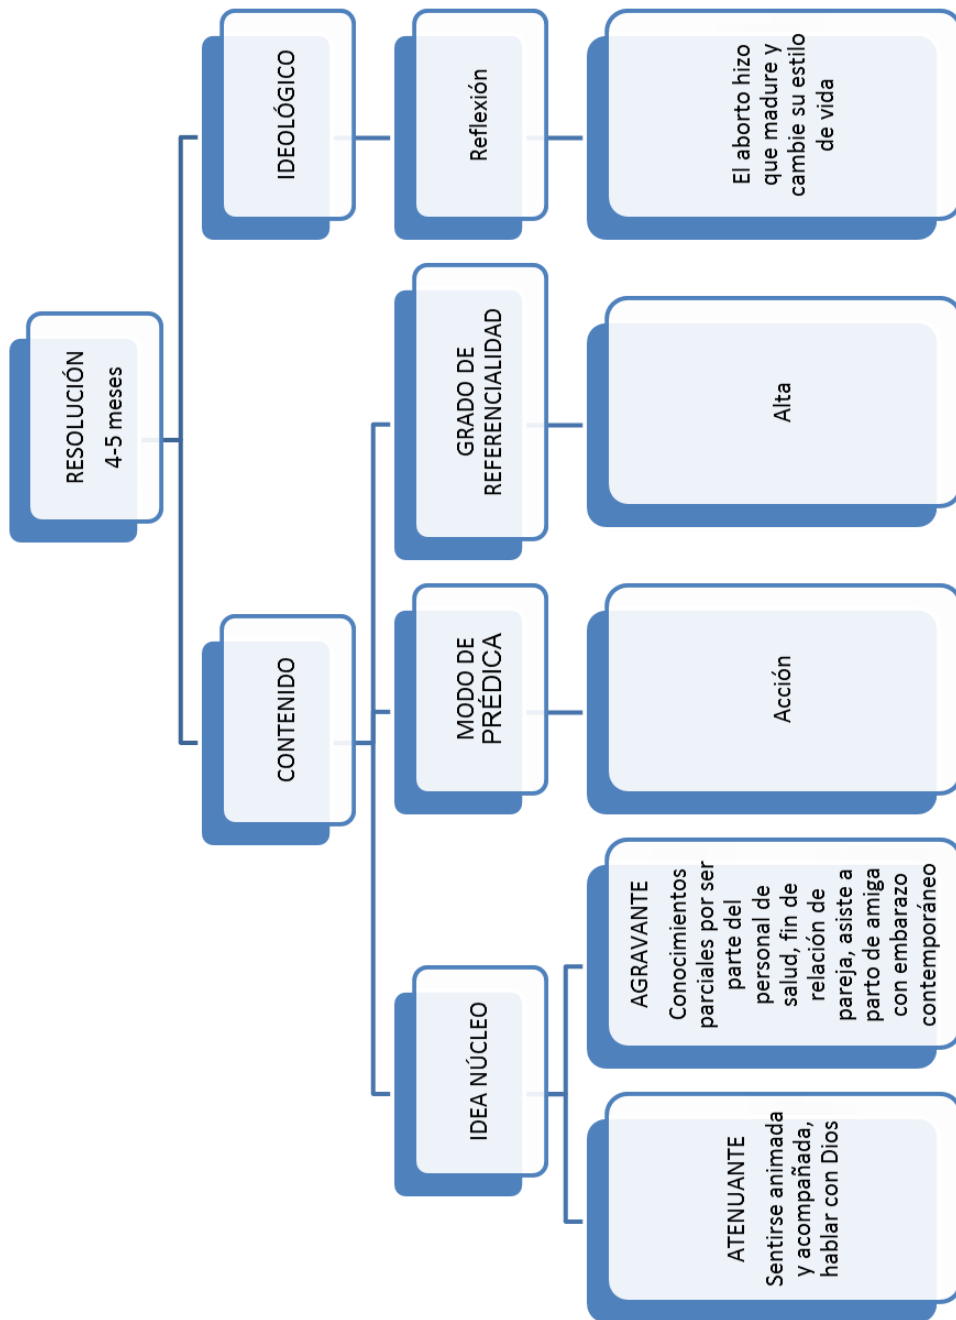 RESOLUCIÓN
4-5 meses
CONTENIDO
IDEOLÓGICO
IDEA NÚCLEO
MODO DE
PRÉDICA
GRADO DE
REFERENCIALIDAD
Reflexión
ATENUANTE
Sentirse animada
y acompañada,
hablar con Dios
AGRAVANTE
Conocimientos
parciales por ser
parte del
personal de
salud, fin de
relación de
pareja, asiste a
parto de amiga
con embarazo
contemporáneo
Acción
Alta
El aborto hizo
que madure y
cambie su estilo
de vida